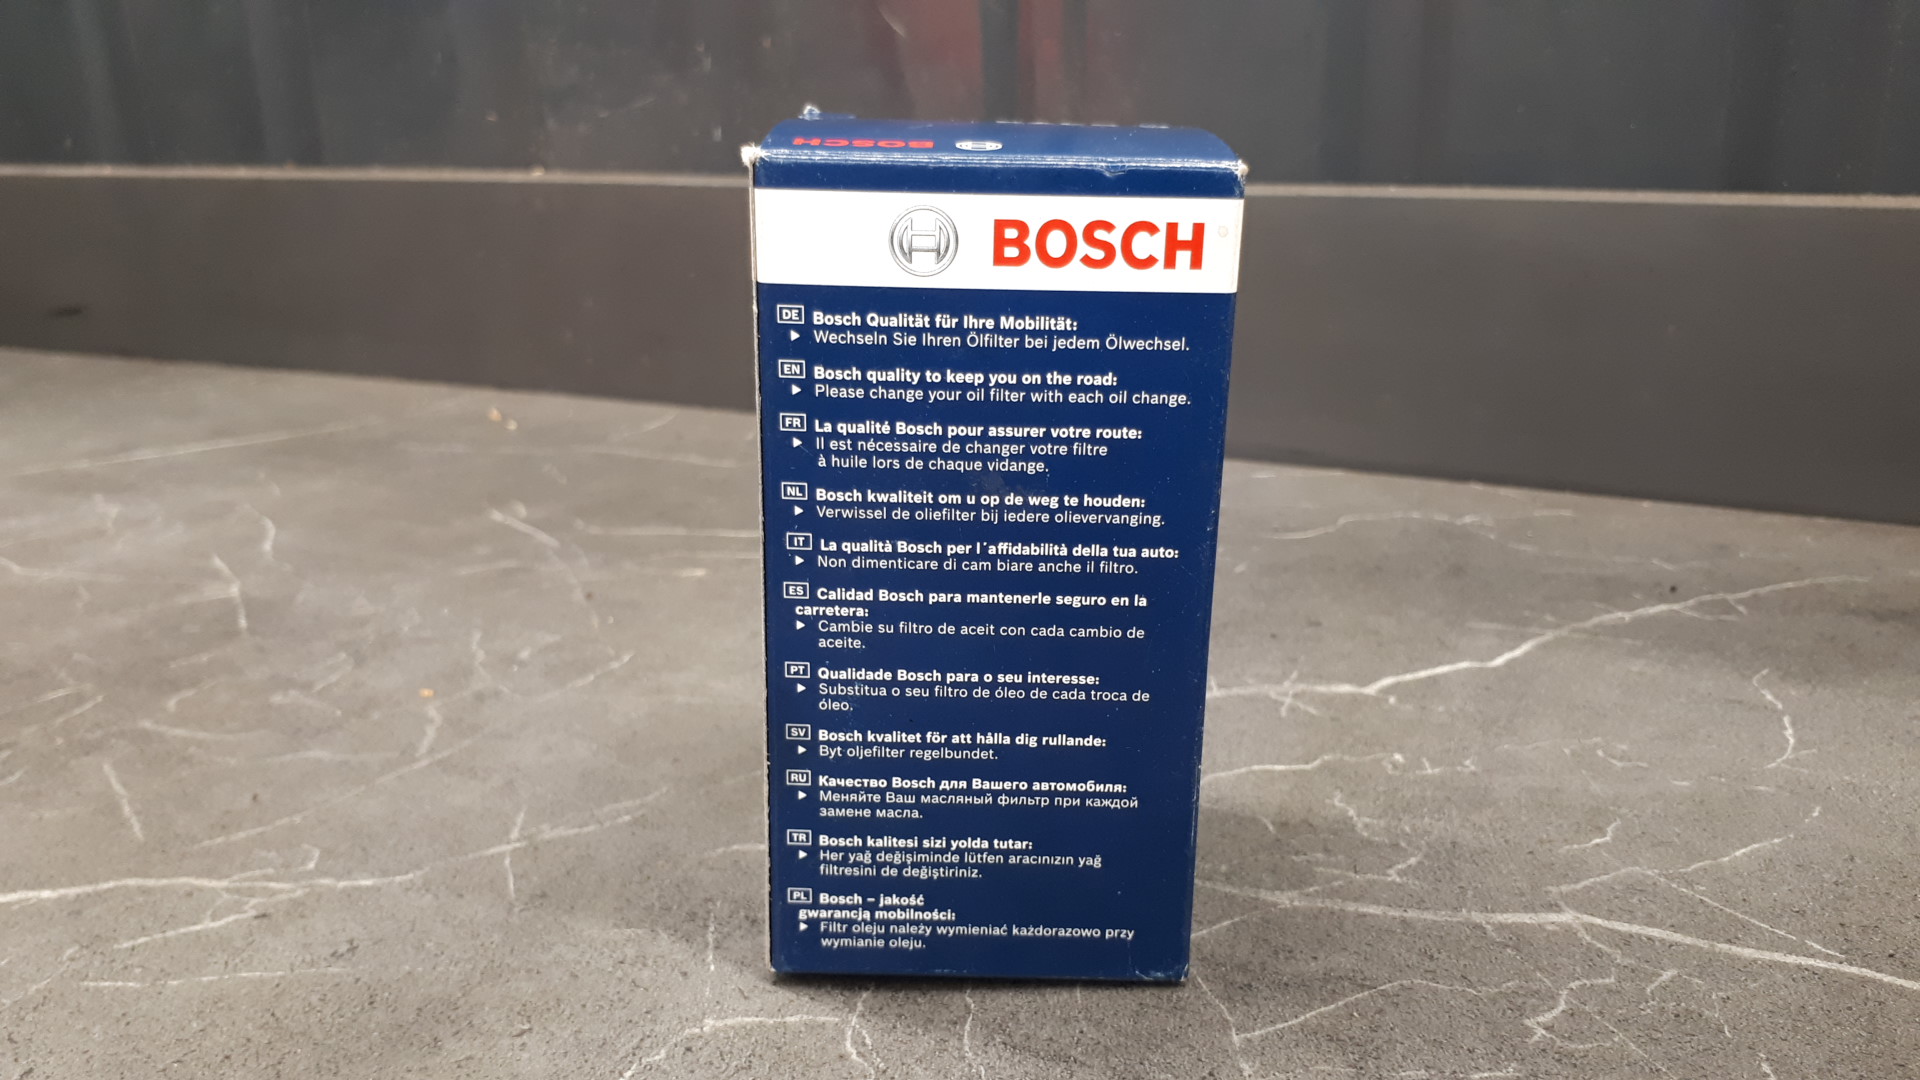 BOSCH
BOSCH
DE Bosch Qualität für Ihre Mobilität:
Wechseln Sie Ihren Ölfilter bei jedem Ölwechsel.
EN Bosch quality to keep you on the road:
Please change your oil filter with each oil change.
FR La qualité Bosch pour assurer votre route:
Il est nécessaire de changer votre filtre
à huile lors de chaque vidange.
NL Bosch kwaliteit om u op de weg te houden:
Verwissel de oliefilter bij iedere olievervanging.
IT La qualità Bosch per l´affidabilità della tua auto:
Non dimenticare di cam biare anche il filtro.
ES Calidad Bosch para mantenerle seguro en la
carretera:
Cambie su filtro de aceit con cada cambio de
aceite.
PT Qualidade Bosch para o seu interesse:
Substitua o seu filtro de óleo de cada troca de
óleo.
SV Bosch kvalitet för att hålla dig rullande:
Byt oljefilter regelbundet.
RU Качество Bosch для Вашего автомобиля:
Меняйте Ваш масляный фильтр при каждой
замене масла.
TR Bosch kalitesi sizi yolda tutar:
Her yağ değişiminde lütfen aracınızın yağ
filtresini de değiştiriniz.
PL Bosch – jakość
gwarancją mobilności:
Filtr oleju należy wymieniać każdorazowo przy
wymianie oleju.